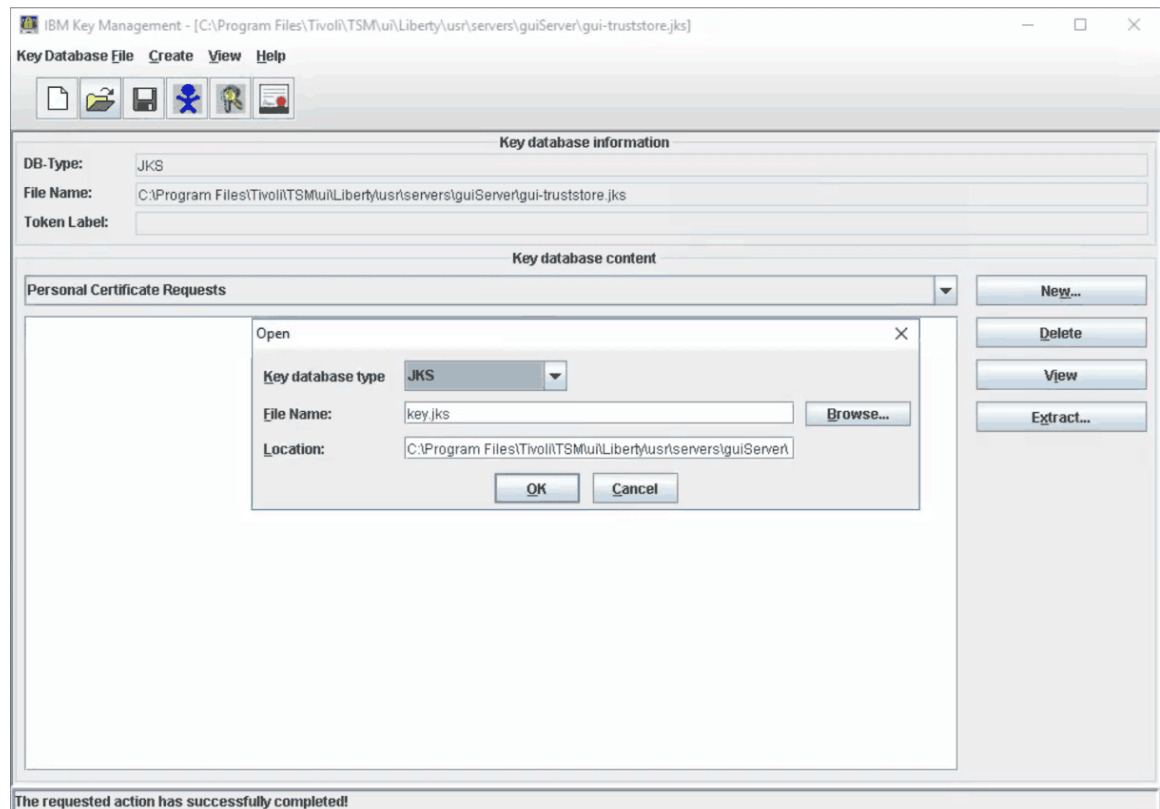 IBM Key Management - [C:\Program Files\Tivoli\TSM\ui\Liberty\usr\servers\guiServer\gui-truststore.jks]
Key Database File Create View Help
Key database information
DB-Type: JKS
File Name: C:\Program Files\Tivoli\TSM\ui\Liberty\usr\servers\guiServer\gui-truststore.jks
Token Label:
Key database content
Personal Certificate Requests
New...
Open
Delete
Key database type JKS
View
File Name: key.jks Browse...
Extract...
Location: C:\Program Files\Tivoli\TSM\ui\Liberty\usr\servers\guiServer\
OK Cancel
The requested action has successfully completed!